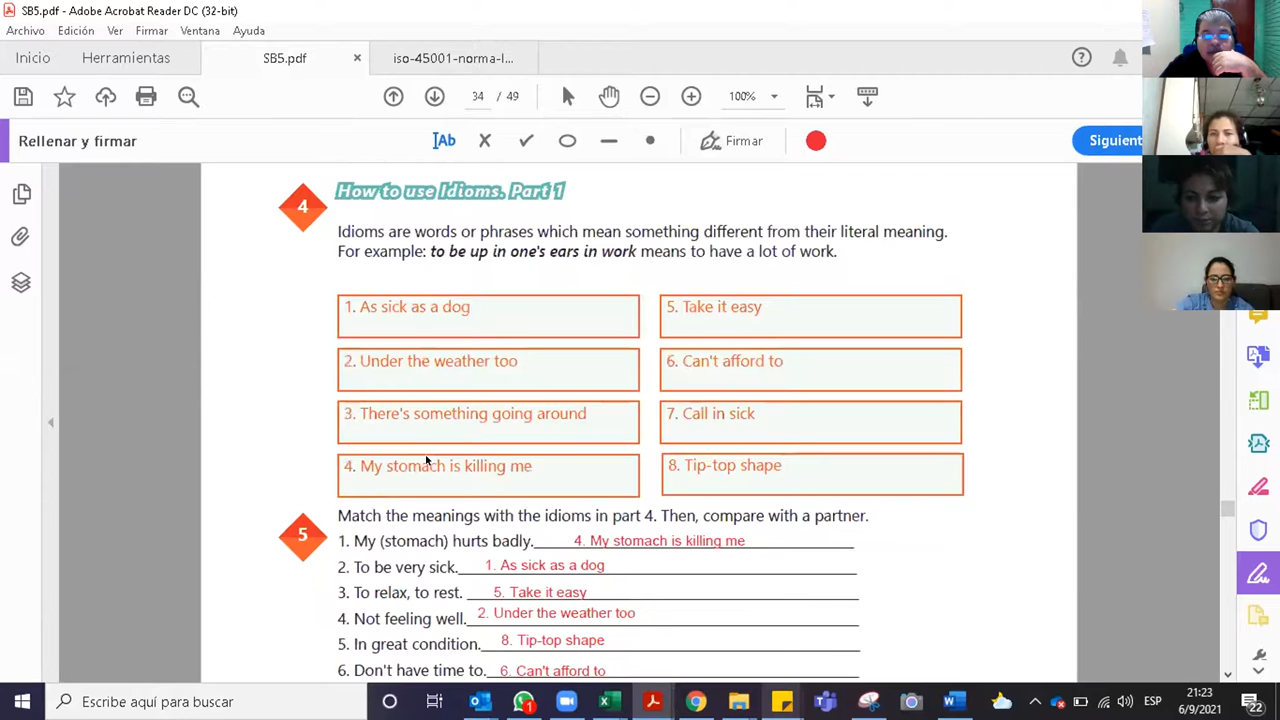 SB5.pdf - Adobe Acrobat Reader DC (32-bit)
Archivo Edición Ver Firmar Ventana Ayuda
Inicio Herramientas SB5.pdf × iso-45001-norma-l...
34 / 49 100%
Rellenar y firmar Ab Firmar Siguient
4 How to use Idioms. Part 1
Idioms are words or phrases which mean something different from their literal meaning.
For example: to be up in one's ears in work means to have a lot of work.
1. As sick as a dog
5. Take it easy
2. Under the weather too
6. Can't afford to
3. There's something going around
7. Call in sick
4. My stomach is killing me
8. Tip-top shape
5 Match the meanings with the idioms in part 4. Then, compare with a partner.
1. My (stomach) hurts badly. 4. My stomach is killing me
2. To be very sick. 1. As sick as a dog
3. To relax, to rest. 5. Take it easy
4. Not feeling well. 2. Under the weather too
5. In great condition. 8. Tip-top shape
6. Don't have time to. 6. Can't afford to
Escribe aquí para buscar
1
ESP
21:23
6/9/2021
22